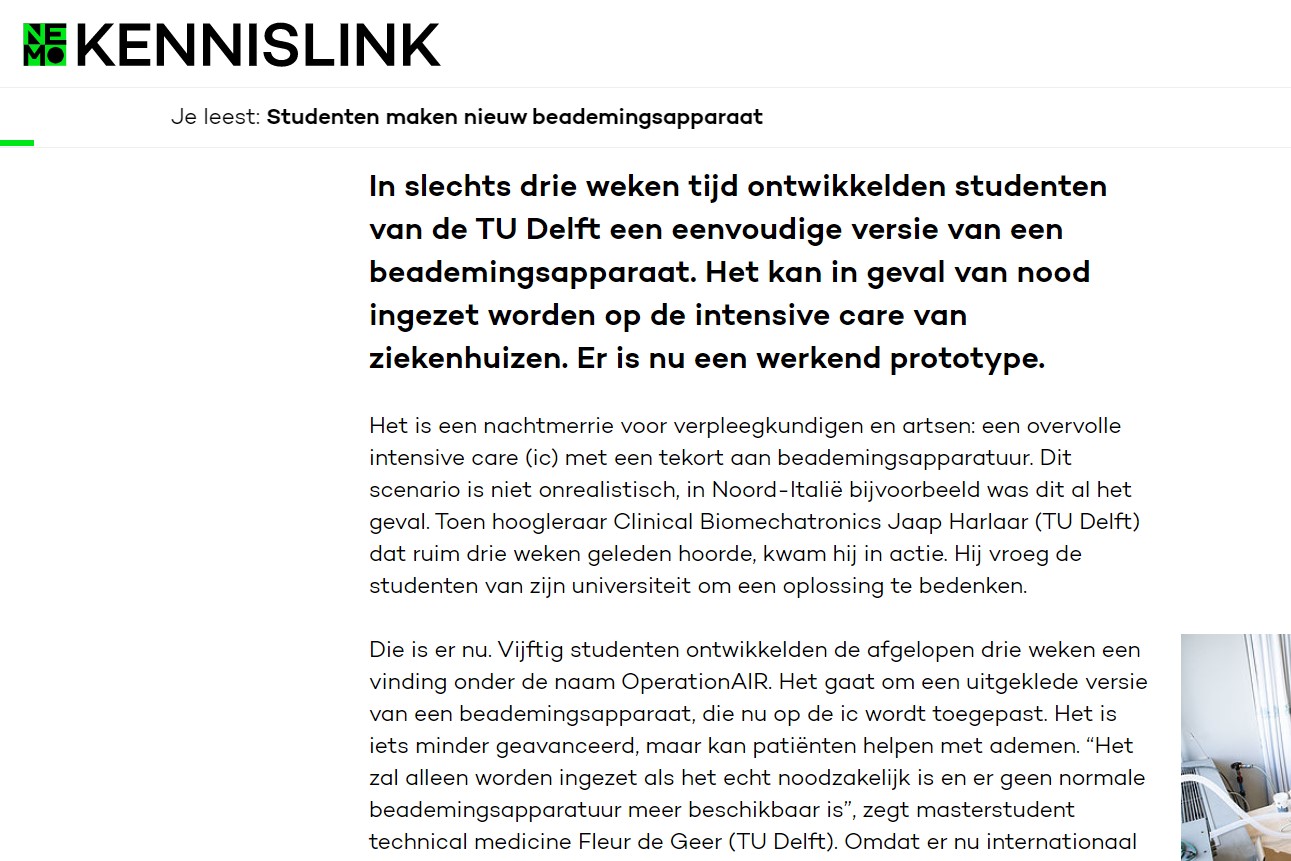 NEMO KENNISLINK
Je leest: Studenten maken nieuw beademingsapparaat
In slechts drie weken tijd ontwikkelden studenten
van de TU Delft een eenvoudige versie van een
beademingsapparaat. Het kan in geval van nood
ingezet worden op de intensive care van
ziekenhuizen. Er is nu een werkend prototype.
Het is een nachtmerrie voor verpleegkundigen en artsen: een overvolle
intensive care (ic) met een tekort aan beademingsapparatuur. Dit
scenario is niet onrealistisch, in Noord-Italië bijvoorbeeld was dit al het
geval. Toen hoogleraar Clinical Biomechatronics Jaap Harlaar (TU Delft)
dat ruim drie weken geleden hoorde, kwam hij in actie. Hij vroeg de
studenten van zijn universiteit om een oplossing te bedenken.
Die is er nu. Vijftig studenten ontwikkelden de afgelopen drie weken een
vinding onder de naam OperationAIR. Het gaat om een uitgeklede versie
van een beademingsapparaat, die nu op de ic wordt toegepast. Het is
iets minder geavanceerd, maar kan patiënten helpen met ademen. “Het
zal alleen worden ingezet als het echt noodzakelijk is en er geen normale
beademingsapparatuur meer beschikbaar is”, zegt masterstudent
technical medicine Fleur de Geer (TU Delft). Omdat er nu internationaal